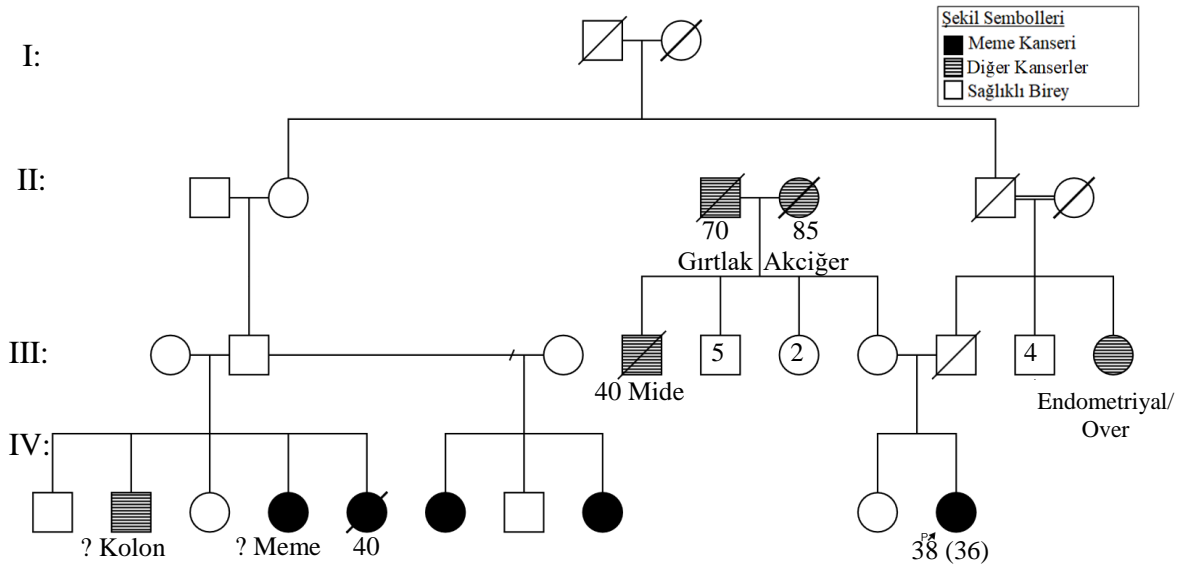 Şekil Sembolleri
Meme Kanseri
Diğer Kanserler
Sağlıklı Birey
I:
II:
70 85
Gırtlak Akciğer
III:
5 2 4
40 Mide
Endometriyal/
Over
IV:
? Kolon ? Meme 40
P
38 (36)